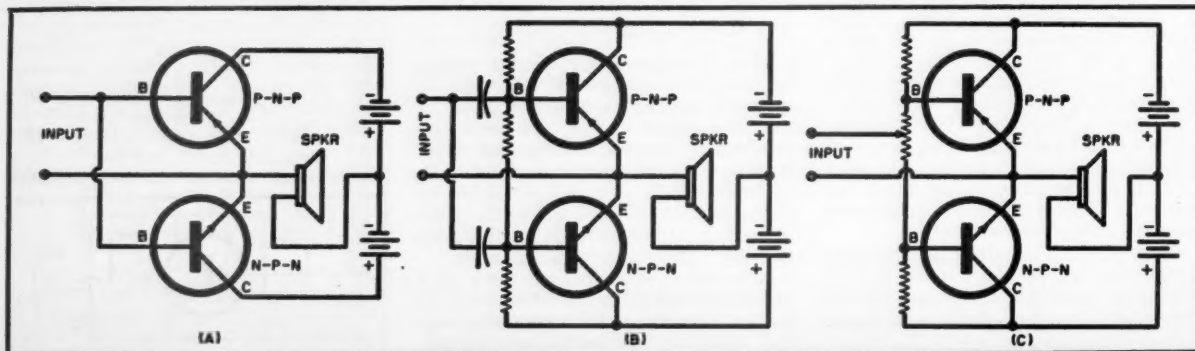 C
B
P-N-P
-
+
INPUT
E
SPKR
E
B
-
+
N-P-N
C
(A)
C
B
P-N-P
-
+
INPUT
E
SPKR
E
B
-
+
N-P-N
C
(B)
C
B
P-N-P
-
+
INPUT
E
SPKR
E
B
-
+
N-P-N
C
(C)